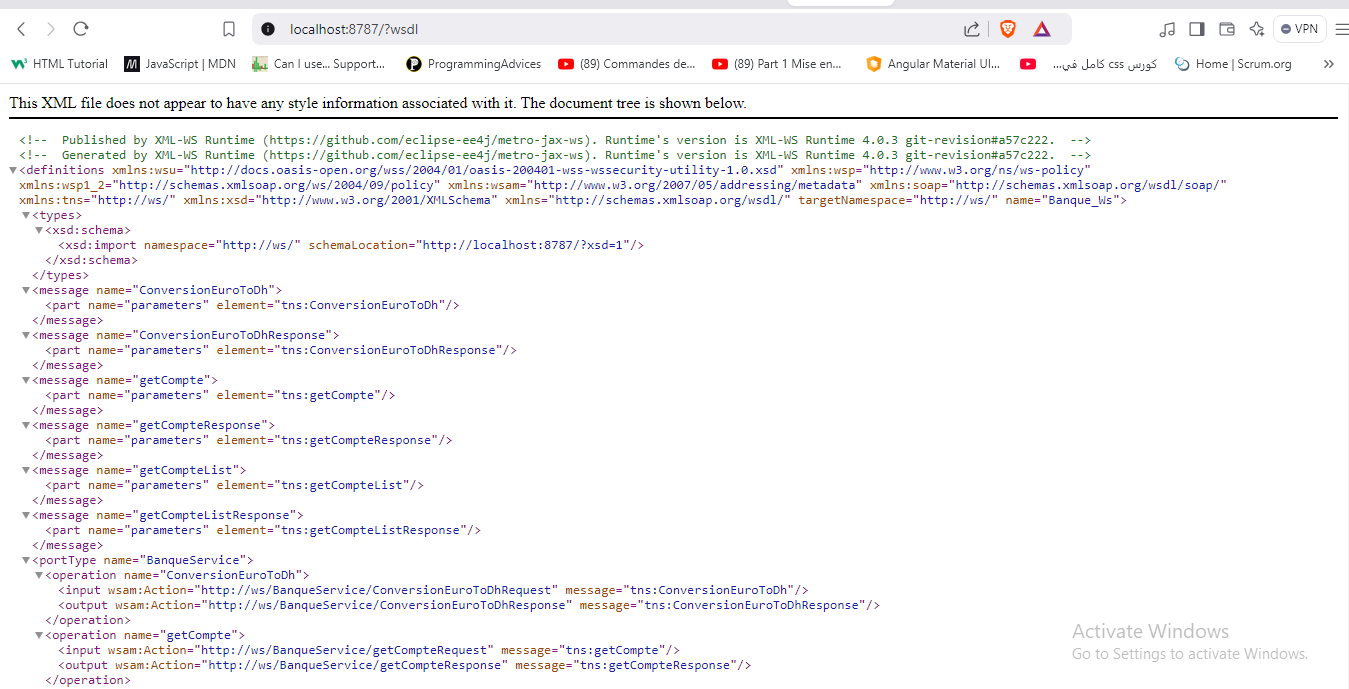 localhost:8787/?wsdl
VPN
HTML Tutorial
JavaScript | MDN
Can I use... Support...
ProgrammingAdvices
(89) Commandes de...
(89) Part 1 Mise en...
Angular Material UI...
كورس css كامل في...
Home | Scrum.org
»
This XML file does not appear to have any style information associated with it. The document tree is shown below.
<!--  Published by XML-WS Runtime (https://github.com/eclipse-ee4j/metro-jax-ws). Runtime's version is XML-WS Runtime 4.0.3 git-revision#a57c222.  -->
<!--  Generated by XML-WS Runtime (https://github.com/eclipse-ee4j/metro-jax-ws). Runtime's version is XML-WS Runtime 4.0.3 git-revision#a57c222.  -->
▼<definitions xmlns:wsu="http://docs.oasis-open.org/wss/2004/01/oasis-200401-wss-wssecurity-utility-1.0.xsd" xmlns:wsp="http://www.w3.org/ns/ws-policy"
xmlns:wsp1_2="http://schemas.xmlsoap.org/ws/2004/09/policy" xmlns:wsam="http://www.w3.org/2007/05/addressing/metadata" xmlns:soap="http://schemas.xmlsoap.org/wsdl/soap/"
xmlns:tns="http://ws/" xmlns:xsd="http://www.w3.org/2001/XMLSchema" xmlns="http://schemas.xmlsoap.org/wsdl/" targetNamespace="http://ws/" name="Banque_Ws">
▼<types>
▼<xsd:schema>
<xsd:import namespace="http://ws/" schemaLocation="http://localhost:8787/?xsd=1"/>
</xsd:schema>
</types>
▼<message name="ConversionEuroToDh">
<part name="parameters" element="tns:ConversionEuroToDh"/>
</message>
▼<message name="ConversionEuroToDhResponse">
<part name="parameters" element="tns:ConversionEuroToDhResponse"/>
</message>
▼<message name="getCompte">
<part name="parameters" element="tns:getCompte"/>
</message>
▼<message name="getCompteResponse">
<part name="parameters" element="tns:getCompteResponse"/>
</message>
▼<message name="getCompteList">
<part name="parameters" element="tns:getCompteList"/>
</message>
▼<message name="getCompteListResponse">
<part name="parameters" element="tns:getCompteListResponse"/>
</message>
▼<portType name="BanqueService">
▼<operation name="ConversionEuroToDh">
<input wsam:Action="http://ws/BanqueService/ConversionEuroToDhRequest" message="tns:ConversionEuroToDh"/>
<output wsam:Action="http://ws/BanqueService/ConversionEuroToDhResponse" message="tns:ConversionEuroToDhResponse"/>
</operation>
▼<operation name="getCompte">
<input wsam:Action="http://ws/BanqueService/getCompteRequest" message="tns:getCompte"/>
<output wsam:Action="http://ws/BanqueService/getCompteResponse" message="tns:getCompteResponse"/>
</operation>
Activate Windows
Go to Settings to activate Windows.